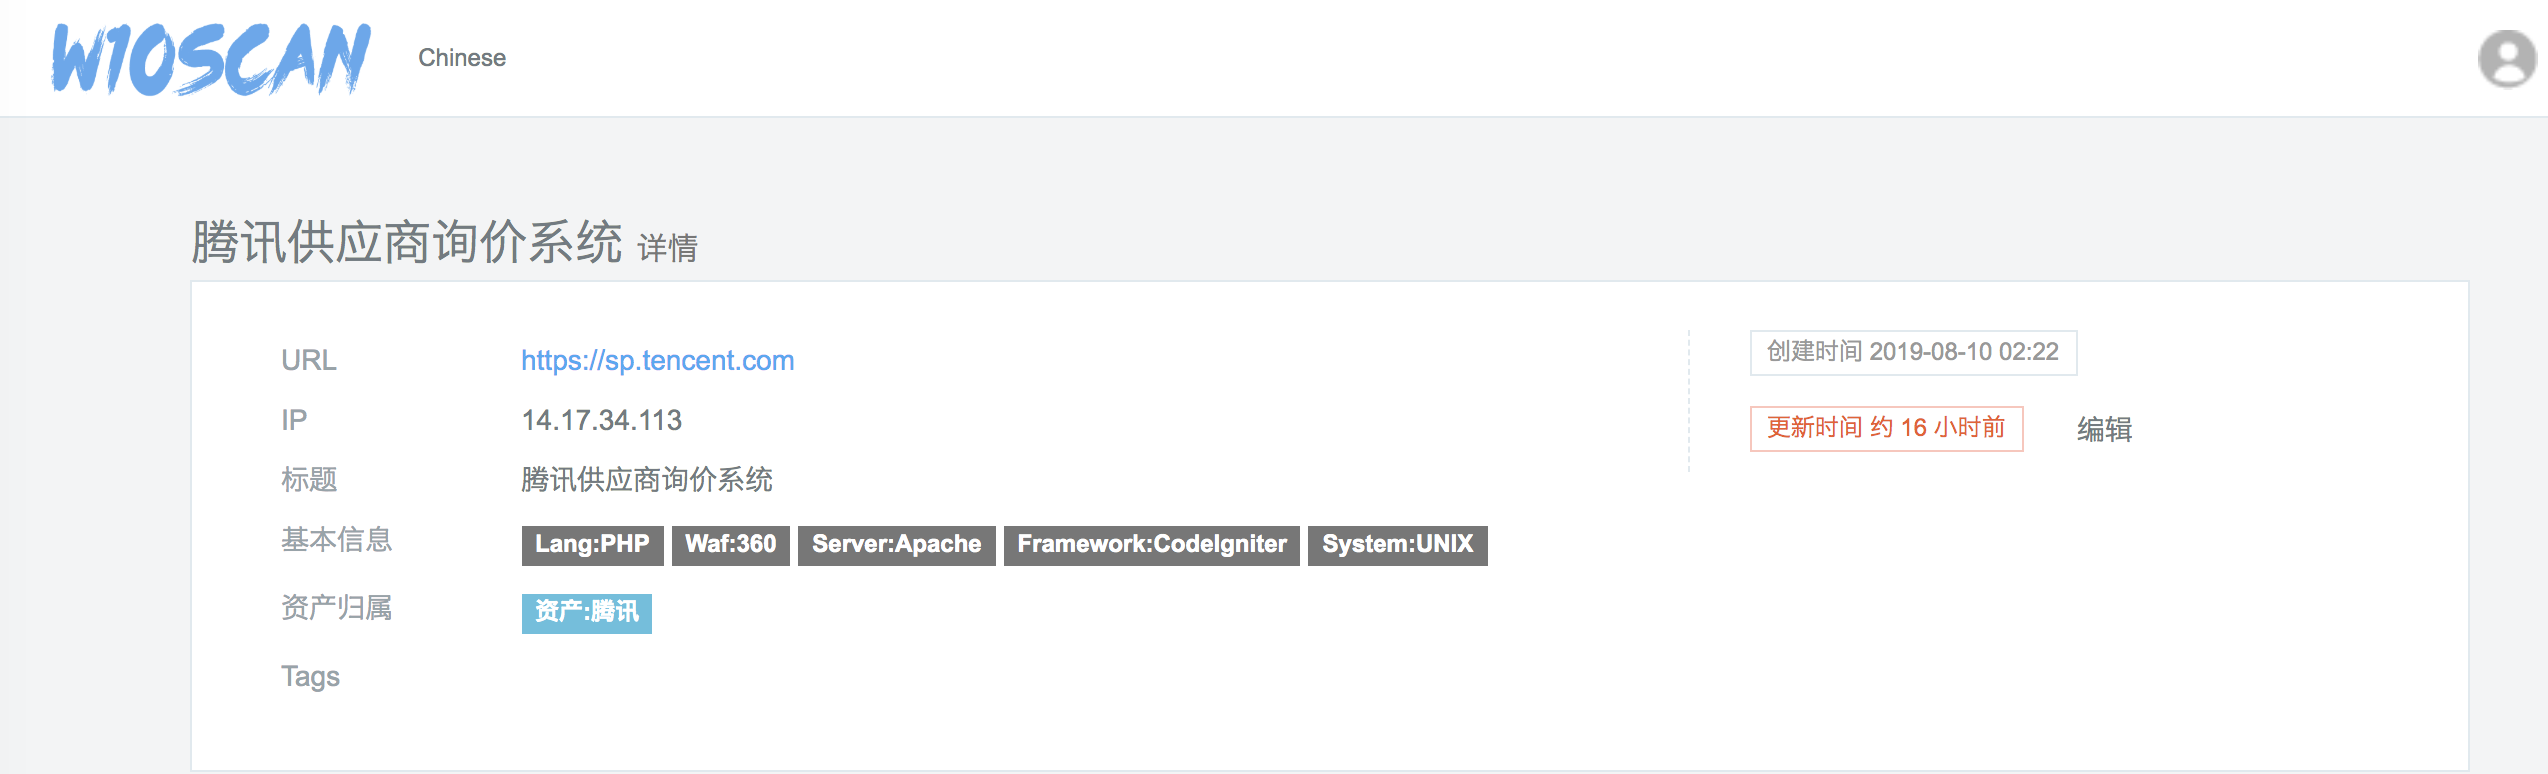 W10SCAN Chinese
腾讯供应商询价系统 详情
URL https://sp.tencent.com
创建时间 2019-08-10 02:22
IP 14.17.34.113
更新时间 约 16 小时前 编辑
标题 腾讯供应商询价系统
基本信息 Lang:PHP Waf:360 Server:Apache Framework:CodeIgniter System:UNIX
资产归属 资产:腾讯
Tags